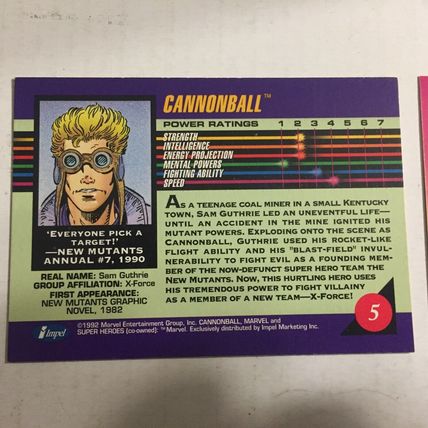 CANNONBALL™
POWER RATINGS 1 2 3 4 5 6 7
STRENGTH
INTELLIGENCE
ENERGY PROJECTION
MENTAL POWERS
FIGHTING ABILITY
SPEED
'EVERYONE PICK A
TARGET!'
—NEW MUTANTS
ANNUAL #7, 1990
REAL NAME: Sam Guthrie
GROUP AFFILIATION: X-Force
FIRST APPEARANCE:
NEW MUTANTS GRAPHIC
NOVEL, 1982
AS A TEENAGE COAL MINER IN A SMALL KENTUCKY
TOWN, SAM GUTHRIE LED AN UNEVENTFUL LIFE—
UNTIL AN ACCIDENT IN THE MINE IGNITED HIS
MUTANT POWERS. EXPLODING ONTO THE SCENE AS
CANNONBALL, GUTHRIE USED HIS ROCKET-LIKE
FLIGHT ABILITY AND HIS "BLAST-FIELD" INVUL-
NERABILITY TO FIGHT EVIL AS A FOUNDING MEM-
BER OF THE NOW-DEFUNCT SUPER HERO TEAM THE
NEW MUTANTS. NOW, THIS HURTLING HERO USES
HIS TREMENDOUS POWER TO FIGHT VILLAINY
AS A MEMBER OF A NEW TEAM—X-FORCE!
5
Impel
©1992 Marvel Entertainment Group, Inc. CANNONBALL, MARVEL and
SUPER HEROES (co-owned): ™Marvel. Exclusively distributed by Impel Marketing Inc.